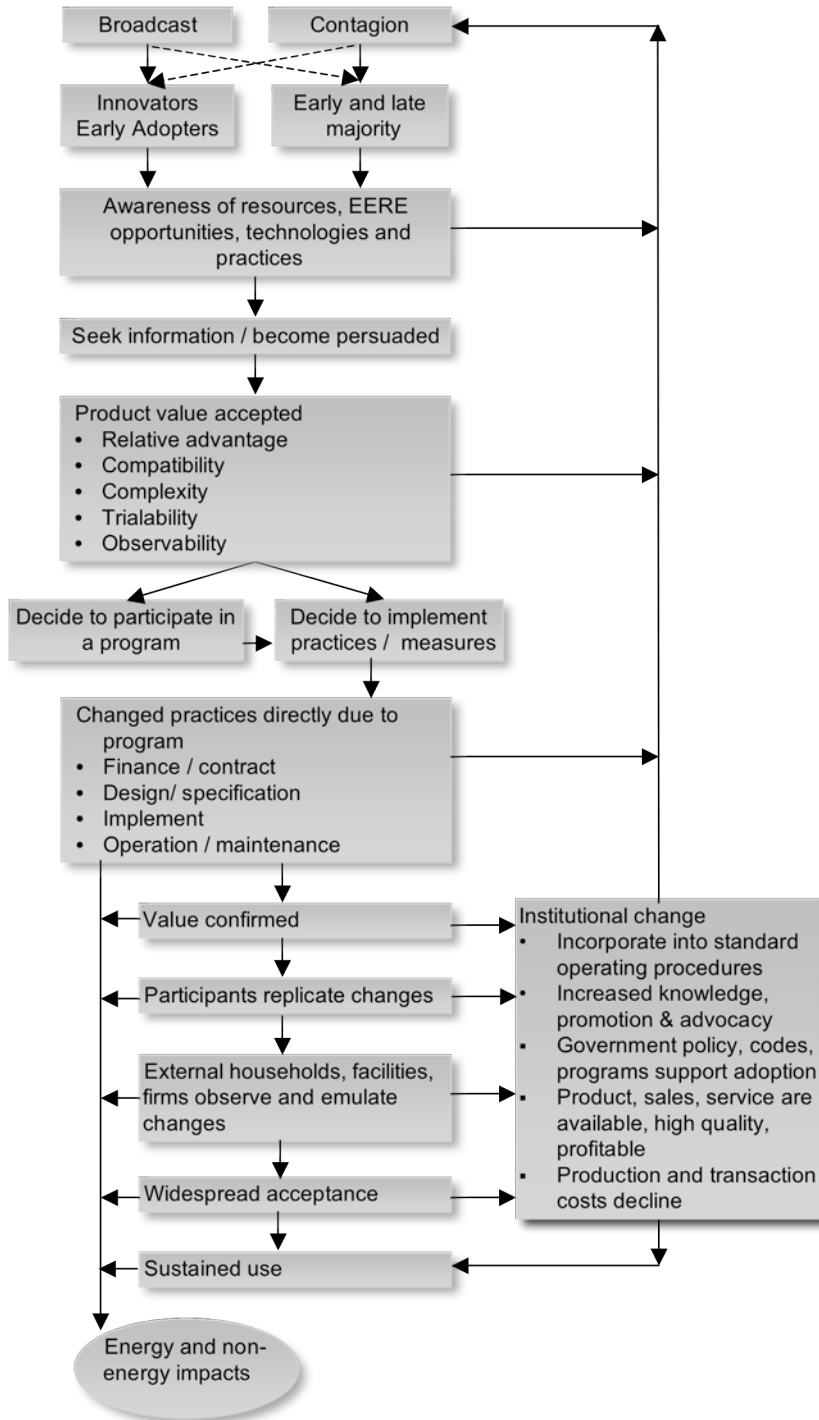 Broadcast
Contagion
Innovators
Early Adopters
Early and late
majority
Awareness of resources, EERE
opportunities, technologies and
practices
Seek information / become persuaded
Product value accepted
• Relative advantage
• Compatibility
• Complexity
• Trialability
• Observability
Decide to participate in
a program
Decide to implement
practices / measures
Changed practices directly due to
program
• Finance / contract
• Design/ specification
• Implement
• Operation / maintenance
Value confirmed
Participants replicate changes
External households, facilities,
firms observe and emulate
changes
Widespread acceptance
Sustained use
Institutional change
• Incorporate into standard
operating procedures
▪ Increased knowledge,
promotion & advocacy
▪ Government policy, codes,
programs support adoption
▪ Product, sales, service are
available, high quality,
profitable
▪ Production and transaction
costs decline
Energy and non-
energy impacts